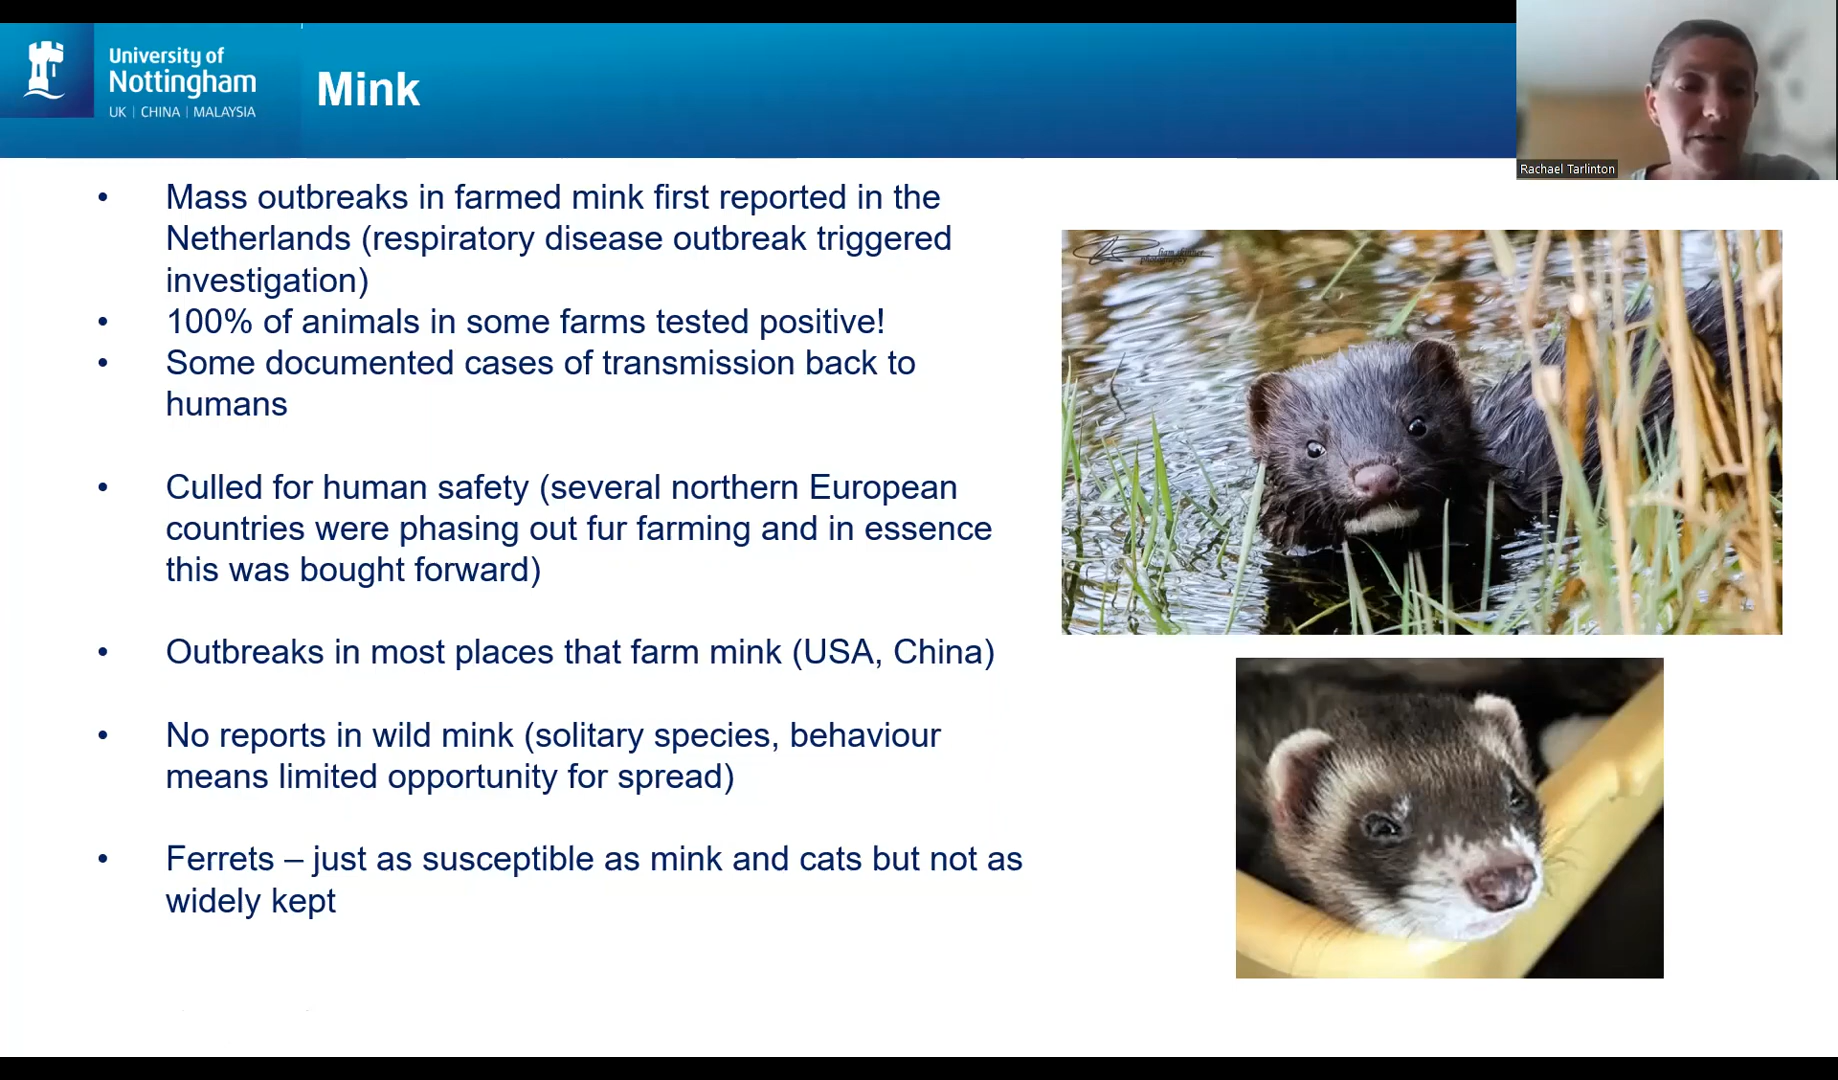 University of
Nottingham
UK | CHINA | MALAYSIA
Mink
Rachael Tarlinton
• Mass outbreaks in farmed mink first reported in the
Netherlands (respiratory disease outbreak triggered
investigation)
• 100% of animals in some farms tested positive!
• Some documented cases of transmission back to
humans
• Culled for human safety (several northern European
countries were phasing out fur farming and in essence
this was bought forward)
• Outbreaks in most places that farm mink (USA, China)
• No reports in wild mink (solitary species, behaviour
means limited opportunity for spread)
• Ferrets – just as susceptible as mink and cats but not as
widely kept
photography